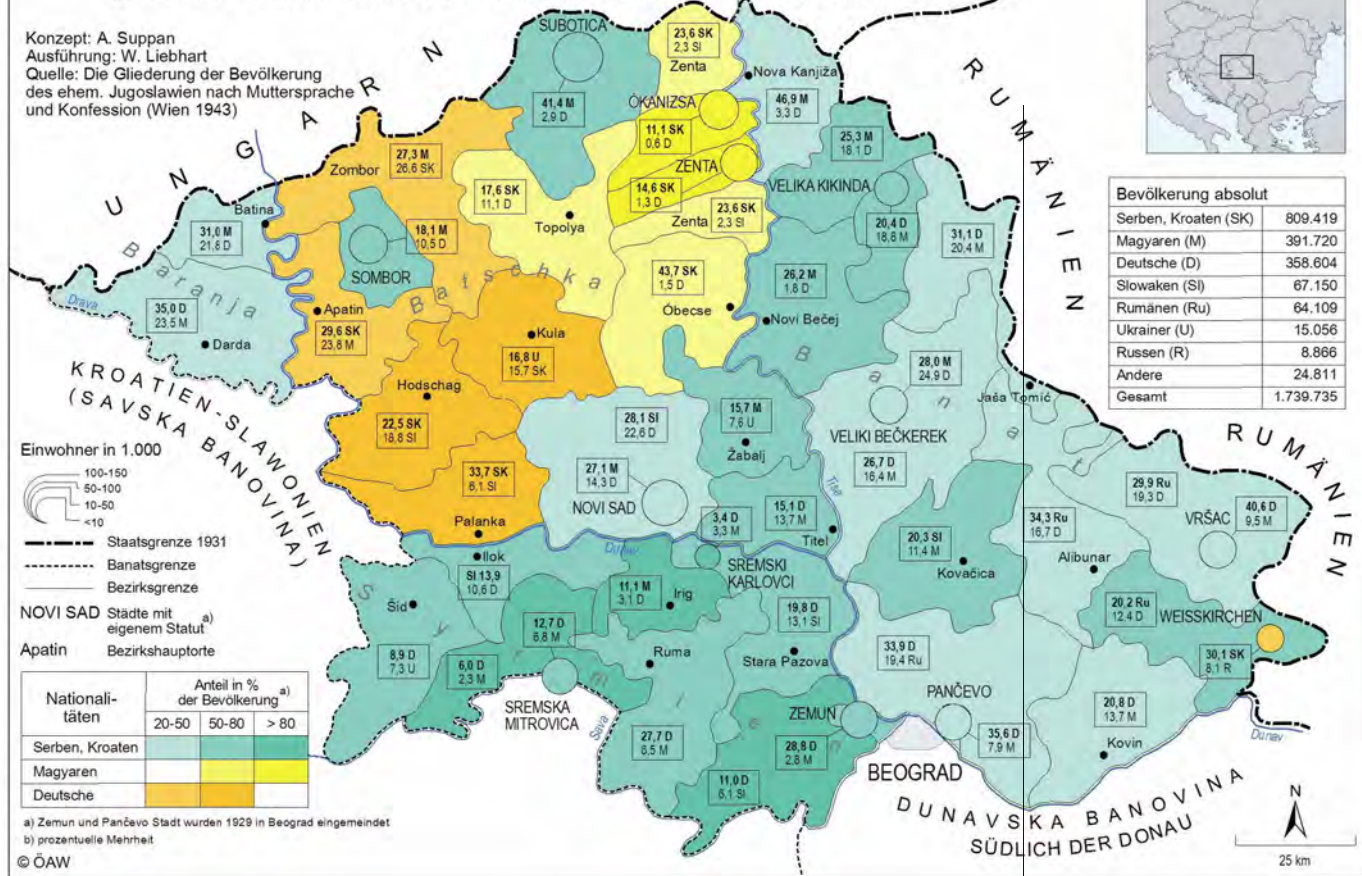 Konzept: A. Suppan
Ausführung: W. Liebhart
Quelle: Die Gliederung der Bevölkerung
des ehem. Jugoslawien nach Muttersprache
und Konfession (Wien 1943)
UNGARN
RUMÄNIEN
SUBOTICA
41,4 M
2,9 D
23,6 SK
2,3 Sl
Zenta
Nova Kanjiža
46,9 M
3,3 D
ÓKANIZSA
11,1 SK
0,6 D
ZENTA
14,6 SK
1,3 D
Zenta
23,6 SK
2,3 Sl
25,3 M
18,1 D
VELIKA KIKINDA
20,4 D
18,8 M
31,1 D
20,4 M
27,3 M
26,6 SK
Zombor
Batina
31,0 M
21,8 D
Baranja
18,1 M
10,5 D
SOMBOR
17,6 SK
11,1 D
Topolya
Batschka
43,7 SK
1,5 D
Óbecse
26,2 M
1,8 D
Novi Bečej
Banat
Drava
35,0 D
23,5 M
Darda
Apatin
29,6 SK
23,8 M
Kula
16,8 U
15,7 SK
Hodschag
22,5 SK
18,8 Sl
33,7 SK
6,1 Sl
Palanka
28,1 Sl
22,6 D
27,1 M
14,3 D
NOVI SAD
15,7 M
7,6 U
Žabalj
28,0 M
24,9 D
VELIKI BEČKEREK
26,7 D
16,4 M
Jaša Tomić
Tise
15,1 D
13,7 M
Titel
20,3 Sl
11,4 M
Kovačica
34,3 Ru
16,7 D
Alibunar
29,9 Ru
19,3 D
40,6 D
9,5 M
VRŠAC
20,2 Ru
12,4 D
WEISSKIRCHEN
30,1 SK
8,1 R
RUMÄNIEN
KROATIEN-SLAWONIEN
(SAVSKA BANOVINA)
Dunav
3,4 D
3,3 M
SREMSKI
KARLOVCI
Ilok
Sl 13,9
10,6 D
Šid
8,9 D
7,3 U
Syrmien
6,0 D
2,3 M
12,7 D
6,8 M
SREMSKA
MITROVICA
11,1 M
3,1 D
Irig
Ruma
27,7 D
6,5 M
Sava
19,8 D
13,1 Sl
Stara Pazova
ZEMUN
28,8 D
2,8 M
11,0 D
6,1 Sl
33,9 D
19,4 Ru
PANČEVO
35,6 D
7,9 M
20,8 D
13,7 M
Kovin
Dunav
BEOGRAD
DUNAVSKA BANOVINA
SÜDLICH DER DONAU
Bevölkerung absolut
Serben, Kroaten (SK) 809.419
Magyaren (M) 391.720
Deutsche (D) 358.604
Slowaken (Sl) 67.150
Rumänen (Ru) 64.109
Ukrainer (U) 15.056
Russen (R) 8.866
Andere 24.811
Gesamt 1.739.735
Einwohner in 1.000
100-150
50-100
10-50
<10
Staatsgrenze 1931
Banatsgrenze
Bezirksgrenze
NOVI SAD Städte mit
eigenem Statut a)
Apatin Bezirkshauptorte
Nationali-
täten
Anteil in %
der Bevölkerung a)
20-50 50-80 > 80
Serben, Kroaten
Magyaren
Deutsche
a) Zemun und Pančevo Stadt wurden 1929 in Beograd eingemeindet
b) prozentuelle Mehrheit
© ÖAW
N
25 km